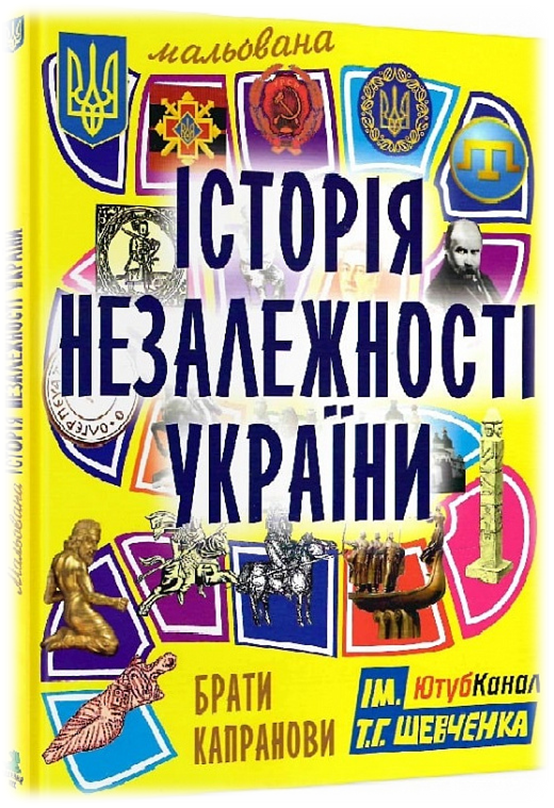 мальована
ІСТОРІЯ
НЕЗАЛЕЖНОСТІ
УКРАЇНИ
БРАТИ
КАПРАНОВИ
ІМ. ЮтубКанал
Т.Г. ШЕВЧЕНКА
Мальована ІСТОРІЯ НЕЗАЛЕЖНОСТІ УКРАЇНИ